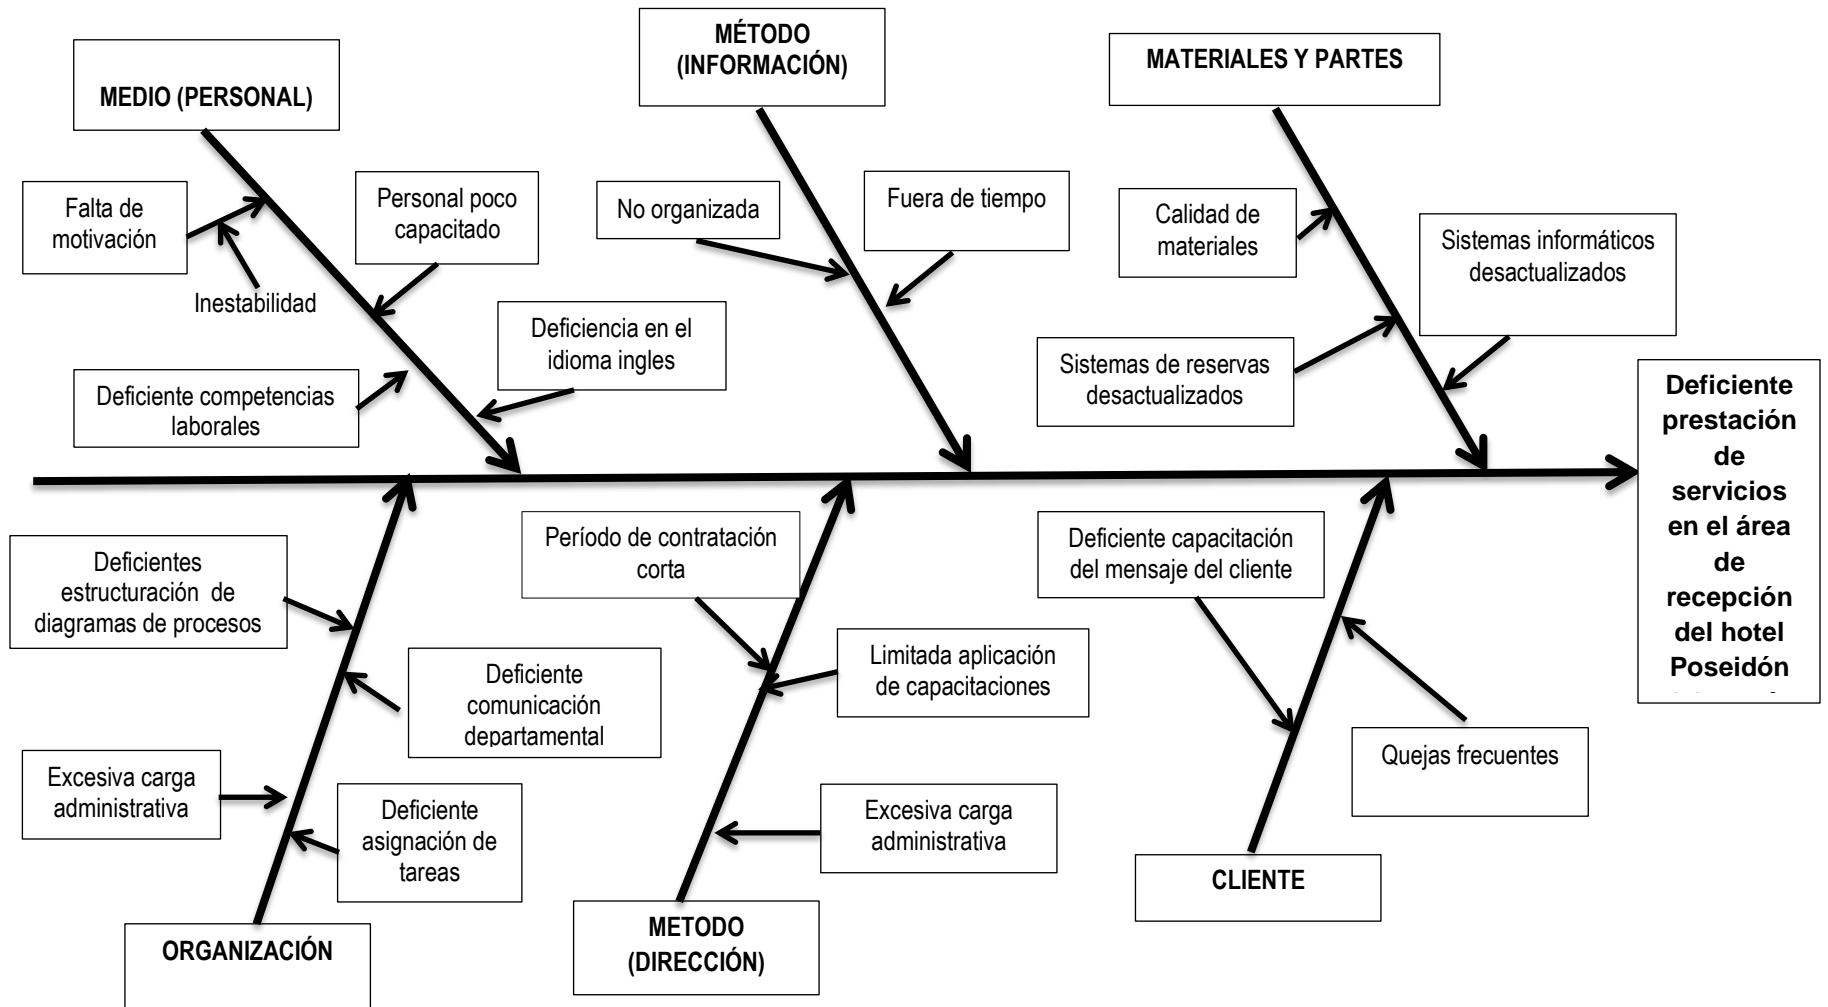 MEDIO (PERSONAL)
MÉTODO
(INFORMACIÓN)
MATERIALES Y PARTES
Falta de
motivación
Inestabilidad
Personal poco
capacitado
Deficiente competencias
laborales
Deficiencia en el
idioma ingles
No organizada
Fuera de tiempo
Calidad de
materiales
Sistemas informáticos
desactualizados
Sistemas de reservas
desactualizados
Deficiente
prestación
de
servicios
en el área
de
recepción
del hotel
Poseidón
Deficientes
estructuración de
diagramas de procesos
Deficiente
comunicación
departamental
Excesiva carga
administrativa
Deficiente
asignación de
tareas
ORGANIZACIÓN
Período de contratación
corta
Limitada aplicación
de capacitaciones
Excesiva carga
administrativa
METODO
(DIRECCIÓN)
Deficiente capacitación
del mensaje del cliente
Quejas frecuentes
CLIENTE